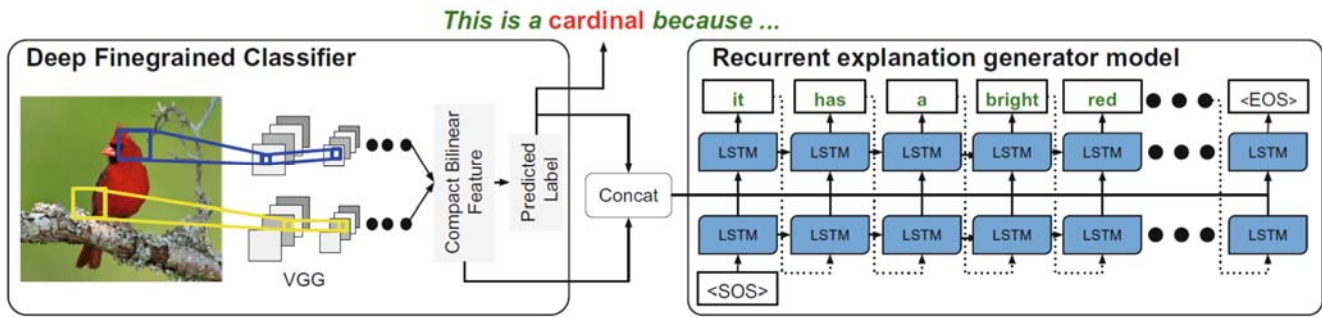 This is a cardinal because ...
Deep Finegrained Classifier
VGG
Compact Bilinear
Feature
Predicted
Label
Concat
Recurrent explanation generator model
it has a bright red <EOS>
LSTM LSTM LSTM LSTM LSTM LSTM
LSTM LSTM LSTM LSTM LSTM LSTM
<SOS>